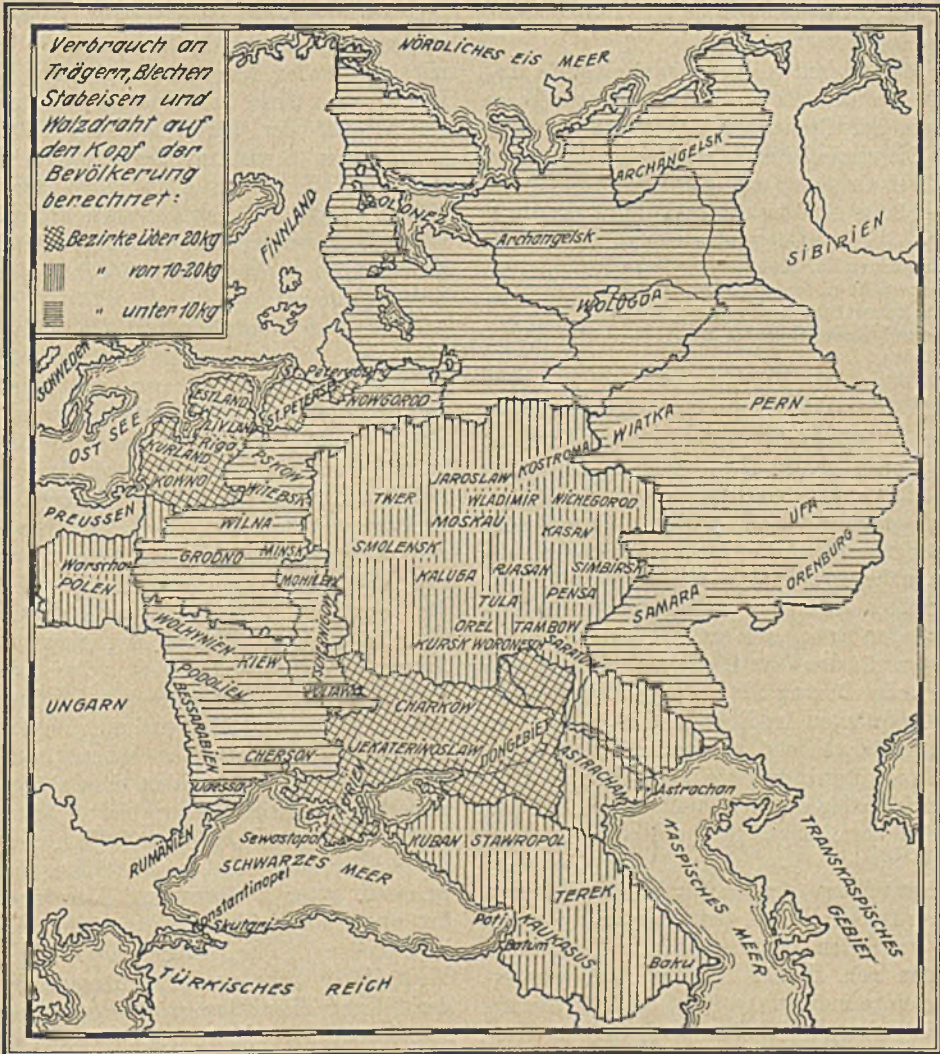 Verbrauch an
Trägern, Blechen
Stabeisen und
Walzdraht auf
den Kopf der
Bevölkerung
berechnet:
Bezirke über 20kg
" von 10-20kg
" unter 10kg
NÖRDLICHES EIS MEER
ARCHANGELSK
FINNLAND
OLONEZ
Archangelsk
SIBIRIEN
WOLOGDA
SCHWEDEN
Petersburg
ESTLAND
ST. PETERSB
NOWGOROD
PERN
OST SEE
LIVLAN
Riga
KURLAND
KOWNO
PSKOW
WITEBSK
JAROSLAW
KOSTROMA
WIATKA
TWER
WLADIMIR
NICHEGOROD
PREUSSEN
WILNA
MOSKAU
KASAN
UFA
SMOLENSK
GRODNO
MINSK
ORENBURG
Warschau
POLEN
MOHILEW
KALUGA
RJASAN
SIMBIRSK
TULA
PENSA
SAMARA
WOLHYNIEN
TSCHERNIGOW
OREL
TAMBOW
KURSK
WORONESH
SARATOW
KIEW
PODOLIEN
POLTAWA
CHARKOW
UNGARN
BESSARABIEN
CHERSON
JEKATERINOSLAW
DONGEBIET
ASTRACHAN
Odessa
Astrachan
RUMÄNIEN
Sewastopol
KUBAN
STAWROPOL
KASPISCHES
MEER
TRANSKASPISCHES
GEBIET
SCHWARZES MEER
Konstantinopel
Skutari
TEREK
Poti
KAUKASUS
Batum
Baku
TÜRKISCHES REICH